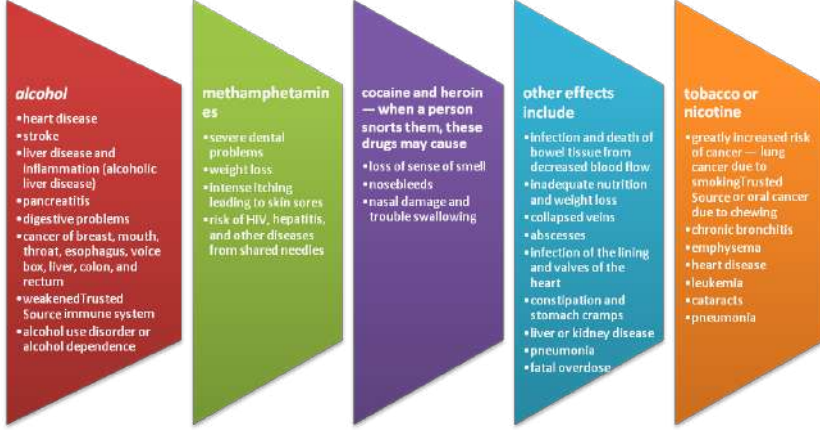 alcohol
•heart disease
•stroke
•liver disease and
inflammation (alcoholic
liver disease)
•pancreatitis
•digestive problems
•cancer of breast, mouth,
throat, esophagus, voice
box, liver, colon, and
rectum
•weakenedTrusted
Source immune system
•alcohol use disorder or
alcohol dependence
methamphetamin
es
•severe dental
problems
•weight loss
•intense itching
leading to skin sores
•risk of HIV, hepatitis,
and other diseases
from shared needles
cocaine and heroin
— when a person
snorts them, these
drugs may cause
•loss of sense of smell
•nosebleeds
•nasal damage and
trouble swallowing
other effects
include
•infection and death of
bowel tissue from
decreased blood flow
•inadequate nutrition
and weight loss
•collapsed veins
•abscesses
•infection of the lining
and valves of the
heart
•constipation and
stomach cramps
•liver or kidney disease
•pneumonia
•fatal overdose
tobacco or
nicotine
•greatly increased risk
of cancer — lung
cancer due to
smokingTrusted
Source or oral cancer
due to chewing
•chronic bronchitis
•emphysema
•heart disease
•leukemia
•cataracts
•pneumonia